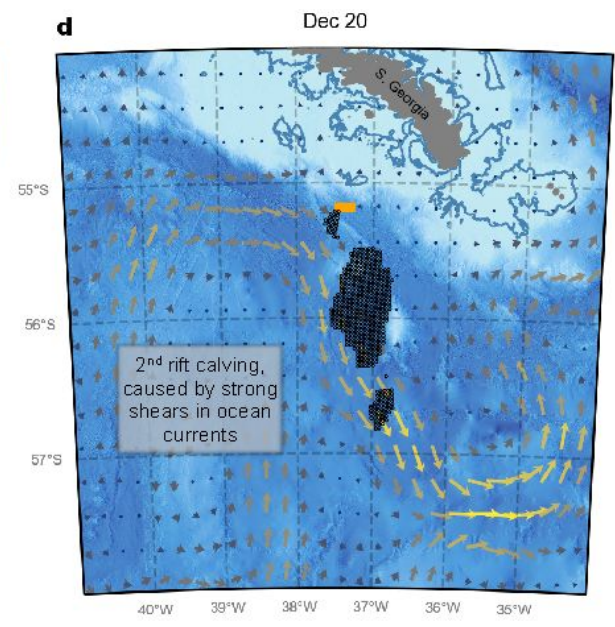 d
Dec 20
S. Georgia
55°S
56°S
2nd rift calving,
caused by strong
shears in ocean
currents
57°S
40°W 39°W 38°W 37°W 36°W 35°W